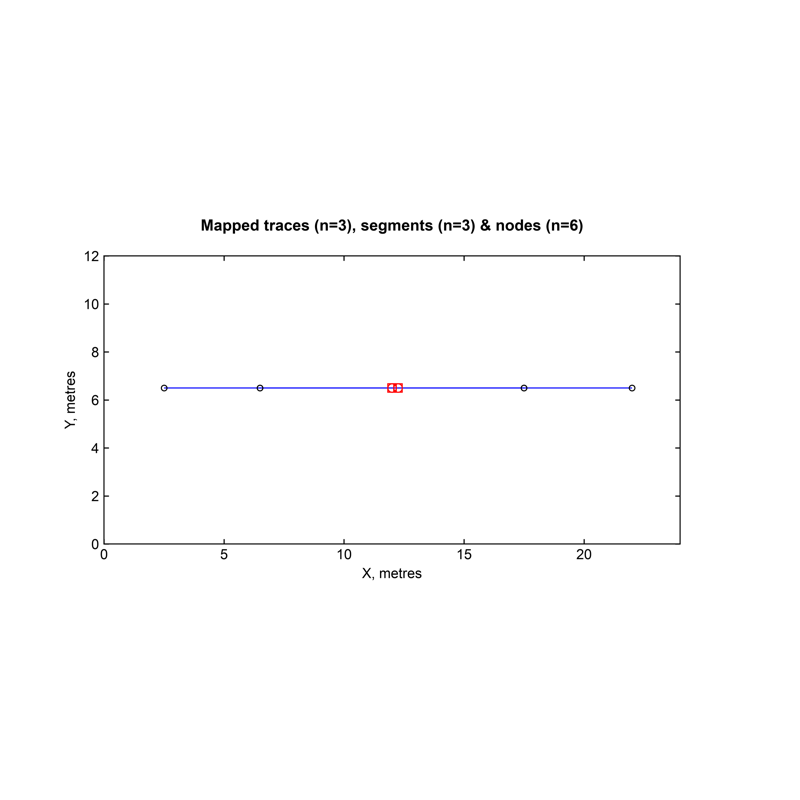 Mapped traces (n=3), segments (n=3) & nodes (n=6)
12
10
8
6
4
2
0
Y, metres
0 5 10 15 20
X, metres